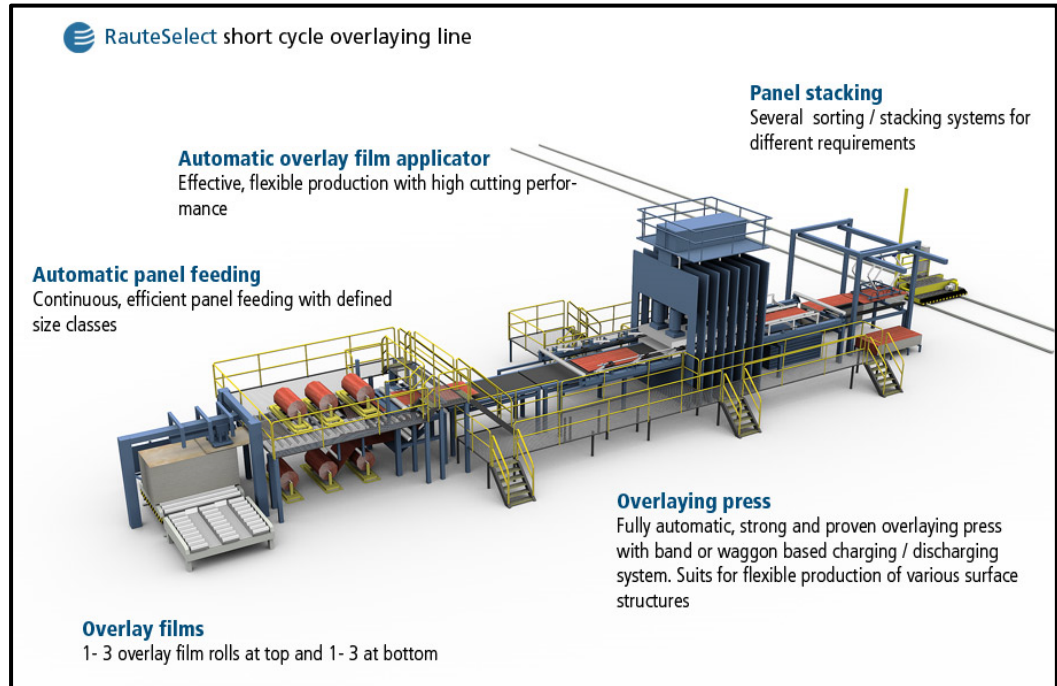 RauteSelect short cycle overlaying line
Panel stacking
Several sorting / stacking systems for
different requirements
Automatic overlay film applicator
Effective, flexible production with high cutting perfor-
mance
Automatic panel feeding
Continuous, efficient panel feeding with defined
size classes
Overlaying press
Fully automatic, strong and proven overlaying press
with band or waggon based charging / discharging
system. Suits for flexible production of various surface
structures
Overlay films
1- 3 overlay film rolls at top and 1- 3 at bottom